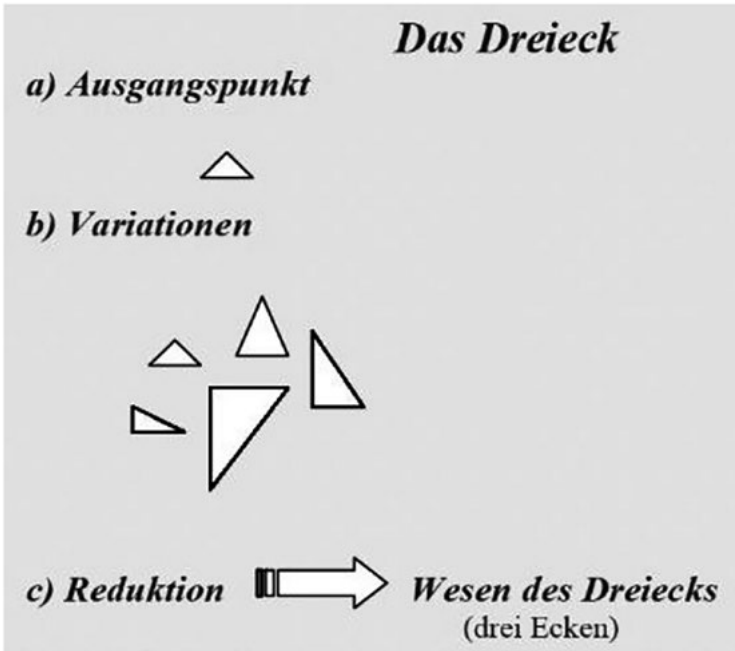 Das Dreieck
a) Ausgangspunkt
b) Variationen
c) Reduktion Wesen des Dreiecks
(drei Ecken)